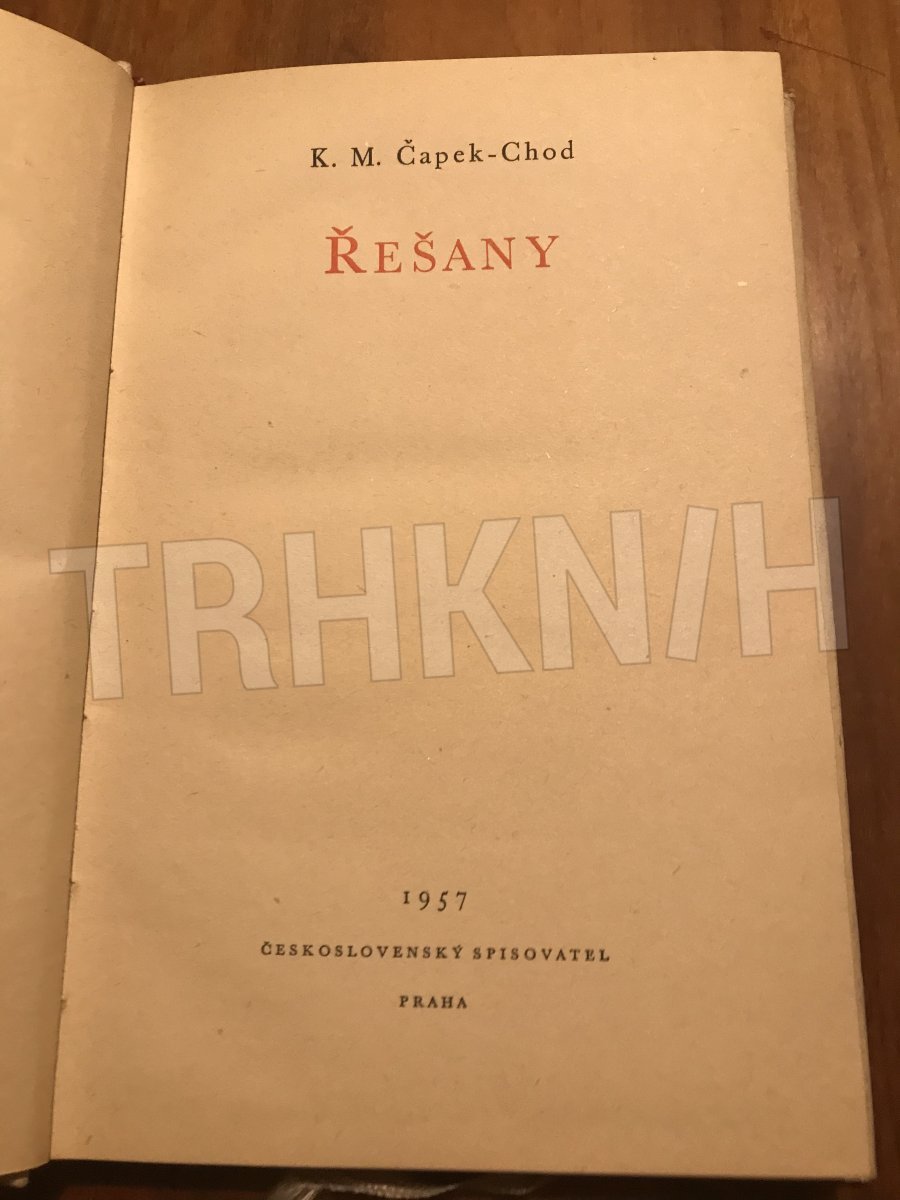 K. M. Čapek-Chod
ŘEŠANY
TRHKNIH
1957
ČESKOSLOVENSKÝ SPISOVATEL
PRAHA